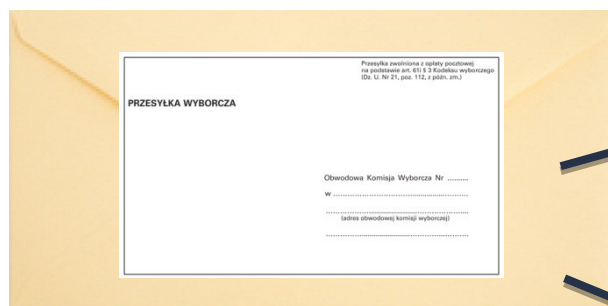 Przesyłka zwolniona z opłaty pocztowej
na podstawie art. 61i § 3 Kodeksu wyborczego
(Dz. U. Nr 21, poz. 112, z późn. zm.)
PRZESYŁKA WYBORCZA
Obwodowa Komisja Wyborcza Nr ..........
w ................................................................
................................................................
(adres obwodowej komisji wyborczej)
................................................................